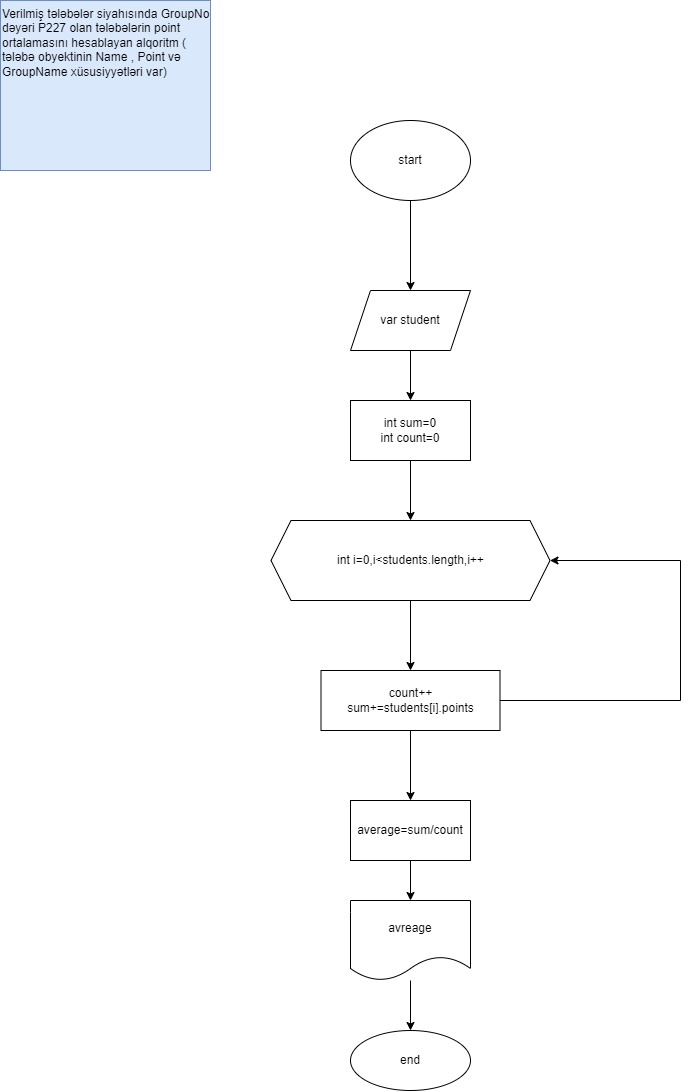 Verilmiş tələbələr siyahısında GroupNo
dəyəri P227 olan tələbələrin point
ortalamasını hesablayan alqoritm (
tələbə obyektinin Name , Point və
GroupName xüsusiyyətləri var)
start
var student
int sum=0
int count=0
int i=0,i<students.length,i++
count++
sum+=students[i].points
average=sum/count
avreage
end